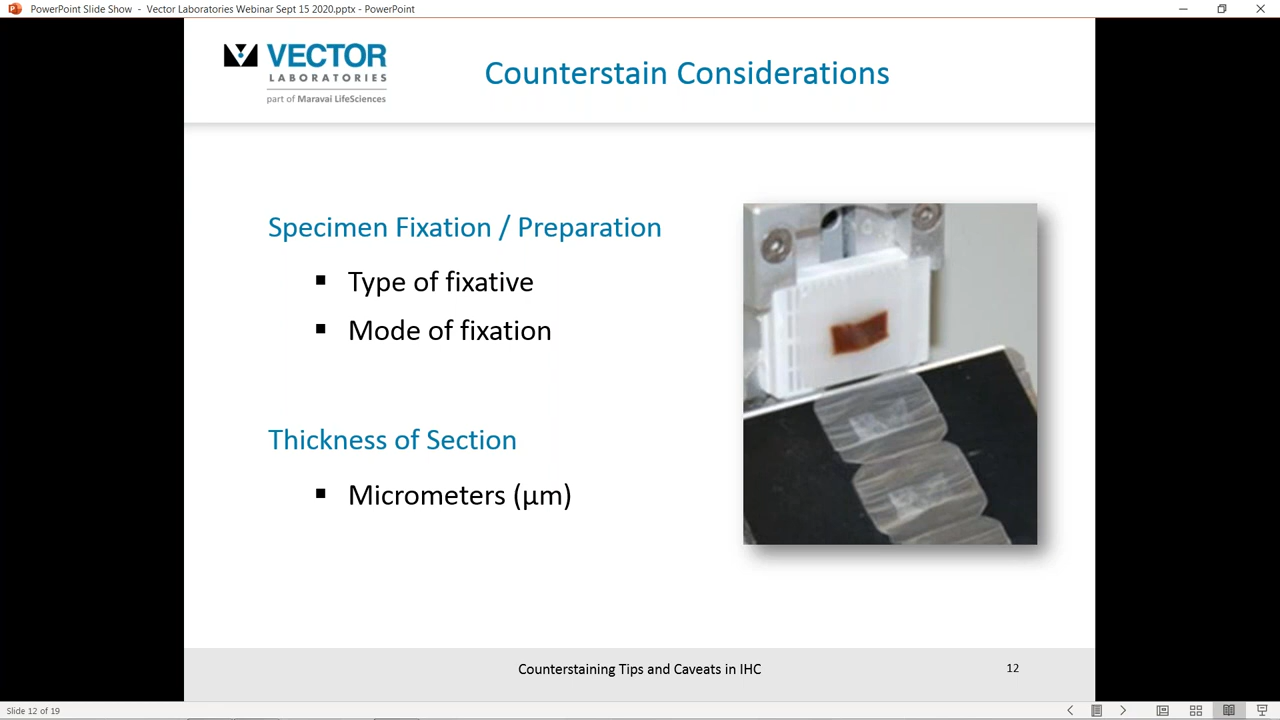 PowerPoint Slide Show - Vector Laboratories Webinar Sept 15 2020.pptx - PowerPoint
VECTOR
LABORATORIES
part of Maravai LifeSciences
Counterstain Considerations
Specimen Fixation / Preparation
▪ Type of fixative
▪ Mode of fixation
Thickness of Section
▪ Micrometers (µm)
Counterstaining Tips and Caveats in IHC
12
Slide 12 of 19